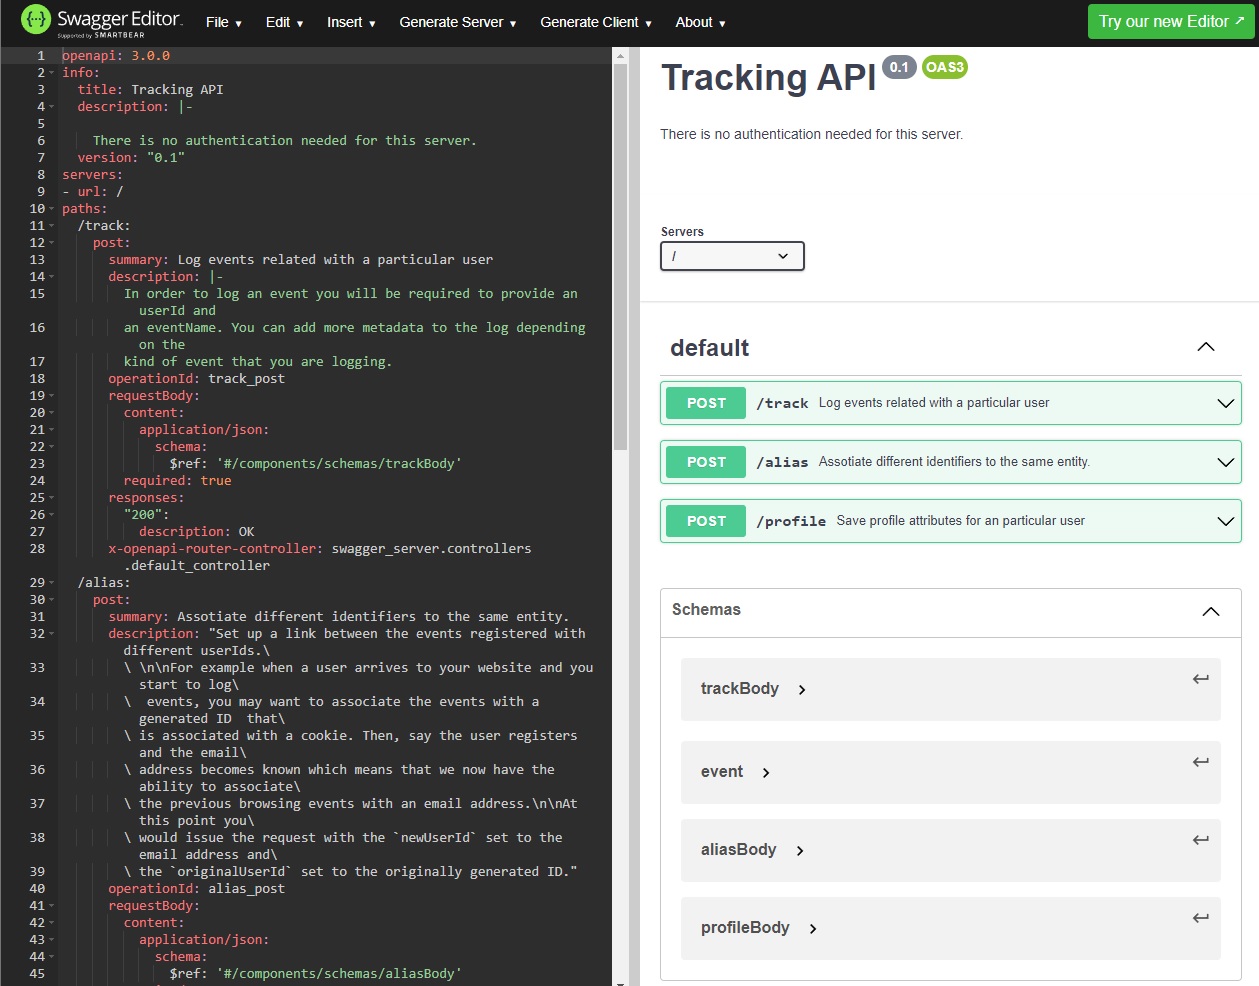 Swagger Editor.
Supported by SMARTBEAR
File ▾ Edit ▾ Insert ▾ Generate Server ▾ Generate Client ▾ About ▾
Try our new Editor ↗
1 openapi: 3.0.0
2 info:
3 title: Tracking API
4 description: |-
5
6 There is no authentication needed for this server.
7 version: "0.1"
8 servers:
9 - url: /
10 paths:
11 /track:
12 post:
13 summary: Log events related with a particular user
14 description: |-
15 In order to log an event you will be required to provide an
userId and
16 an eventName. You can add more metadata to the log depending
on the
17 kind of event that you are logging.
18 operationId: track_post
19 requestBody:
20 content:
21 application/json:
22 schema:
23 $ref: '#/components/schemas/trackBody'
24 required: true
25 responses:
26 "200":
27 description: OK
28 x-openapi-router-controller: swagger_server.controllers
.default_controller
29 /alias:
30 post:
31 summary: Assotiate different identifiers to the same entity.
32 description: "Set up a link between the events registered with
different userIds.\
33 \ \n\nFor example when a user arrives to your website and you
start to log\
34 \  events, you may want to associate the events with a
generated ID  that\
35 \ is associated with a cookie. Then, say the user registers
and the email\
36 \ address becomes known which means that we now have the
ability to associate\
37 \ the previous browsing events with an email address.\n\nAt
this point you\
38 \ would issue the request with the `newUserId` set to the
email address and\
39 \ the `originalUserId` set to the originally generated ID."
40 operationId: alias_post
41 requestBody:
42 content:
43 application/json:
44 schema:
45 $ref: '#/components/schemas/aliasBody'
Tracking API 0.1 OAS3
There is no authentication needed for this server.
Servers
/
default
POST /track Log events related with a particular user
POST /alias Assotiate different identifiers to the same entity.
POST /profile Save profile attributes for an particular user
Schemas
trackBody
event
aliasBody
profileBody